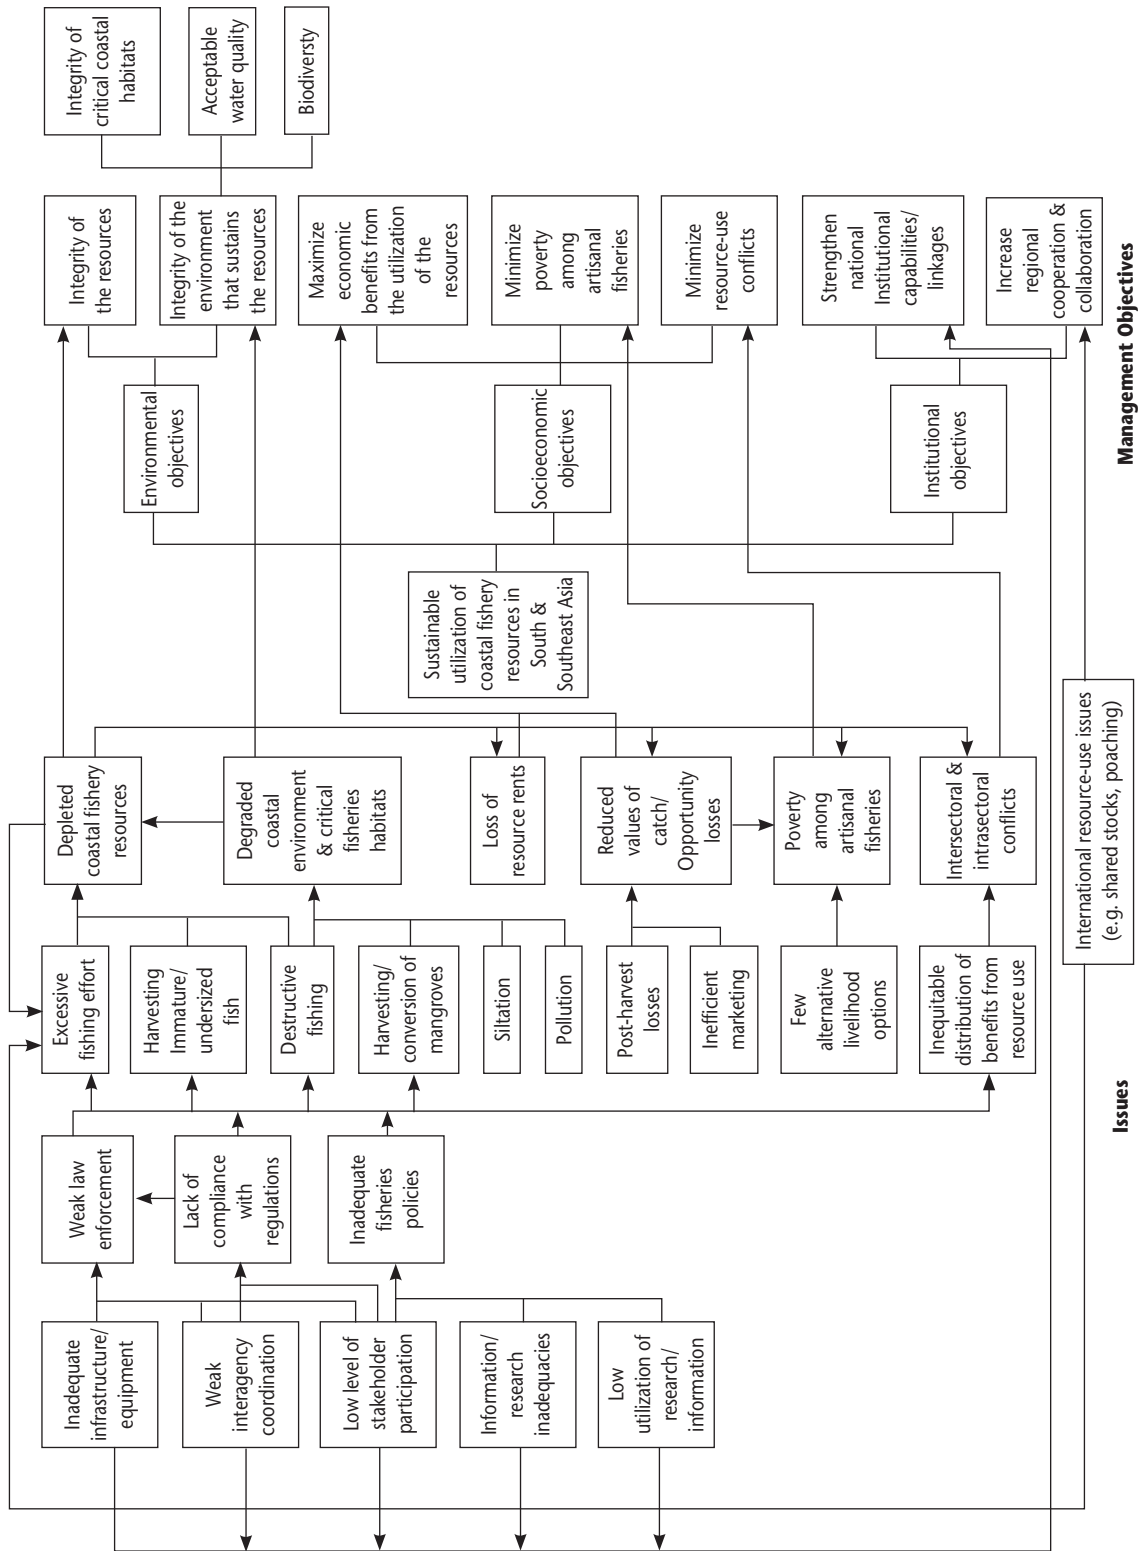 Inadequate
infrastructure/
equipment
Weak
interagency
coordination
Low level of
stakeholder
participation
Information/
research
inadequacies
Low
utilization of
research/
information
Weak law
enforcement
Lack of
compliance
with
regulations
Inadequate
fisheries
policies
Excessive
fishing effort
Harvesting
Immature/
undersized
fish
Destructive
fishing
Harvesting/
conversion of
mangroves
Siltation
Pollution
Post-harvest
losses
Inefficient
marketing
Few
alternative
livelihood
options
Inequitable
distribution of
benefits from
resource use
Depleted
coastal fishery
resources
Degraded
coastal
environment
& critical
fisheries
habitats
Loss of
resource rents
Reduced
values of
catch/
Opportunity
losses
Poverty
among
artisanal
fisheries
Intersectoral &
intrasectoral
conflicts
International resource-use issues
(e.g. shared stocks, poaching)
Issues
Sustainable
utilization of
coastal fishery
resources in
South &
Southeast Asia
Environmental
objectives
Socioeconomic
objectives
Institutional
objectives
Integrity of
the resources
Integrity of the
environment
that sustains
the resources
Maximize
economic
benefits from
the utilization
of the
resources
Minimize
poverty
among
artisanal
fisheries
Minimize
resource-use
conflicts
Strengthen
national
Institutional
capabilities/
linkages
Increase
regional
cooperation &
collaboration
Integrity of
critical coastal
habitats
Acceptable
water quality
Biodiversty
Management Objectives